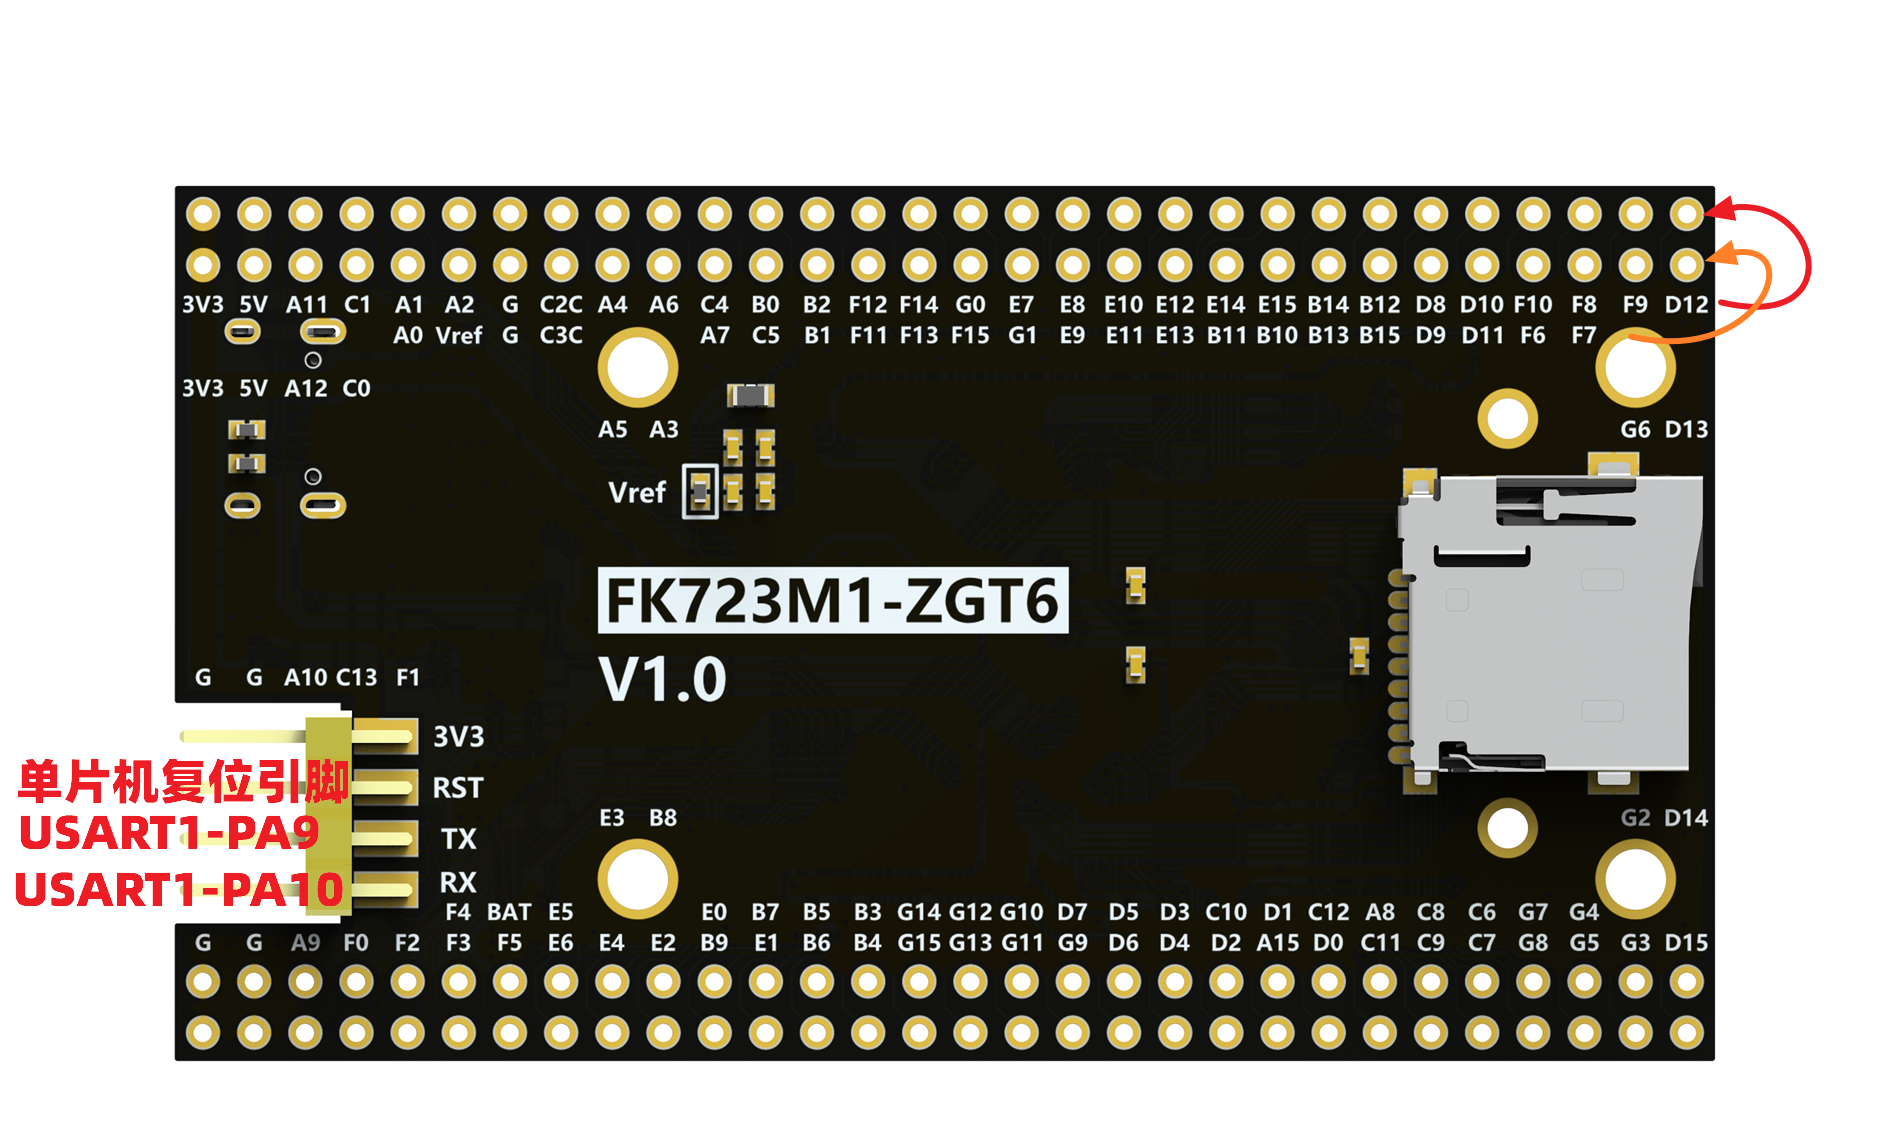 3V3 5V A11 C1 A1 A2 G C2C A4 A6 C4 B0 B2 F12 F14 G0 E7 E8 E10 E12 E14 E15 B14 B12 D8 D10 F10 F8 F9 D12
A0 Vref G C3C A7 C5 B1 F11 F13 F15 G1 E9 E11 E13 B11 B10 B13 B15 D9 D11 F6 F7
3V3 5V A12 C0
A5 A3 G6 D13
Vref
FK723M1-ZGT6
V1.0
G G A10 C13 F1
3V3
单片机复位引脚 RST
USART1-PA9 TX
E3 B8 G2 D14
USART1-PA10 RX
F4 BAT E5 E0 B7 B5 B3 G14 G12 G10 D7 D5 D3 C10 D1 C12 A8 C8 C6 G7 G4
G G A9 F0 F2 F3 F5 E6 E4 E2 B9 E1 B6 B4 G15 G13 G11 G9 D6 D4 D2 A15 D0 C11 C9 C7 G8 G5 G3 D15